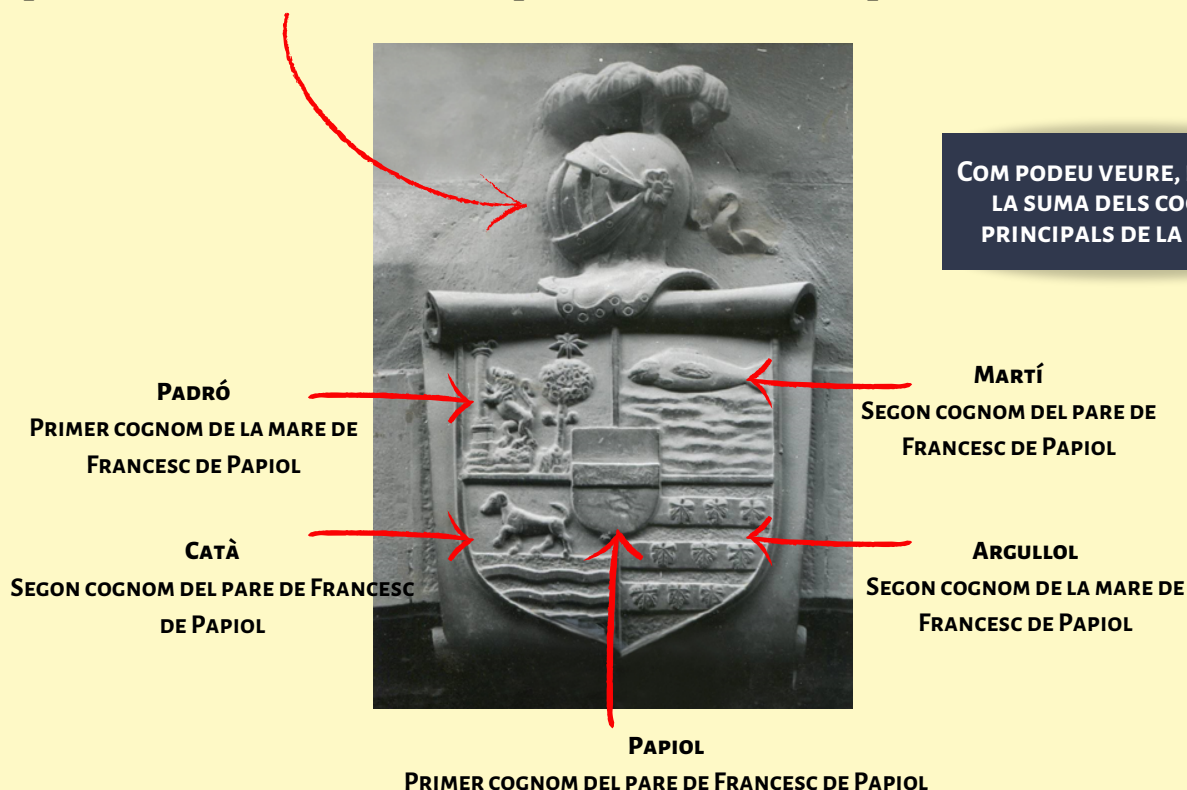 COM PODEU VEURE,
LA SUMA DELS
PRINCIPALS DE LA
PADRÓ
PRIMER COGNOM DE LA MARE DE
FRANCESC DE PAPIOL
MARTÍ
SEGON COGNOM DEL PARE DE
FRANCESC DE PAPIOL
CATÀ
SEGON COGNOM DEL PARE DE FRANCESC
DE PAPIOL
ARGULLOL
SEGON COGNOM DE LA MARE DE
FRANCESC DE PAPIOL
PAPIOL
PRIMER COGNOM DEL PARE DE FRANCESC DE PAPIOL